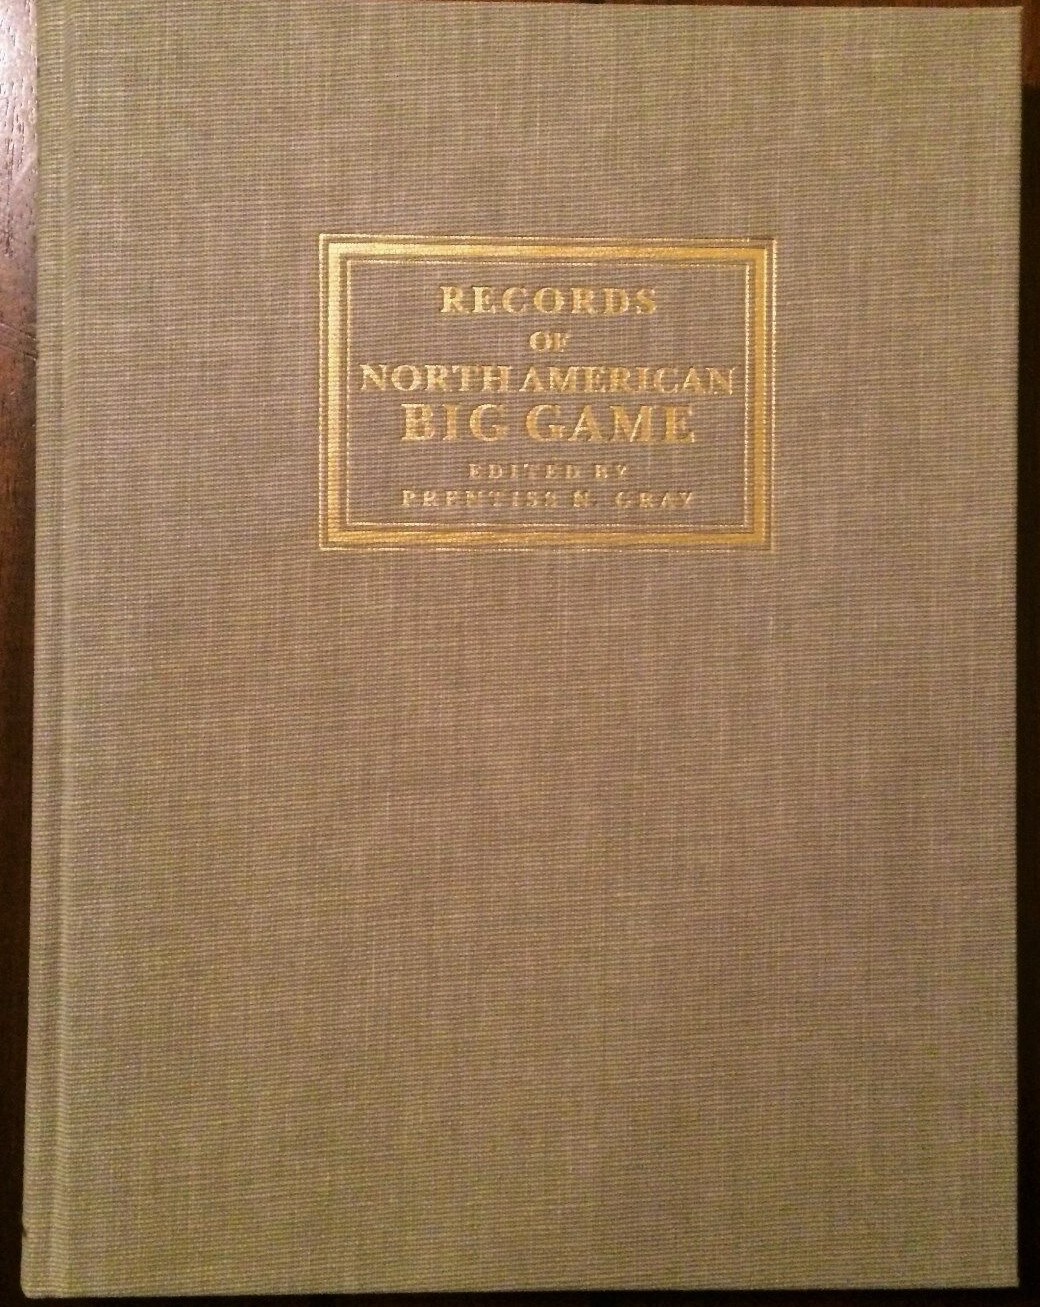 RECORDS
OF
NORTH AMERICAN
BIG GAME
EDITED BY
PRENTISS N. GRAY